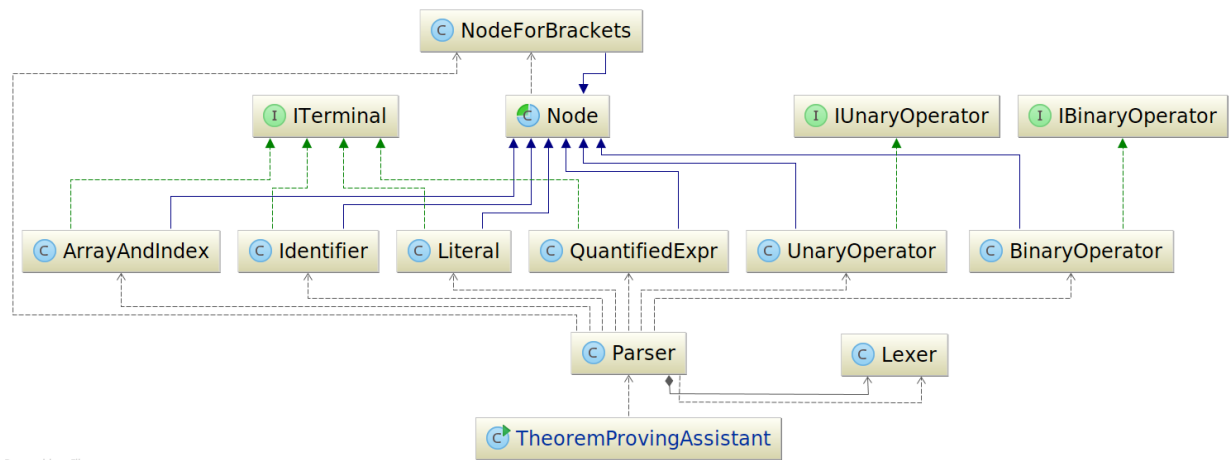 C NodeForBrackets
I ITerminal
C Node
I IUnaryOperator
I IBinaryOperator
C ArrayAndIndex
C Identifier
C Literal
C QuantifiedExpr
C UnaryOperator
C BinaryOperator
C Parser
C Lexer
C TheoremProvingAssistant